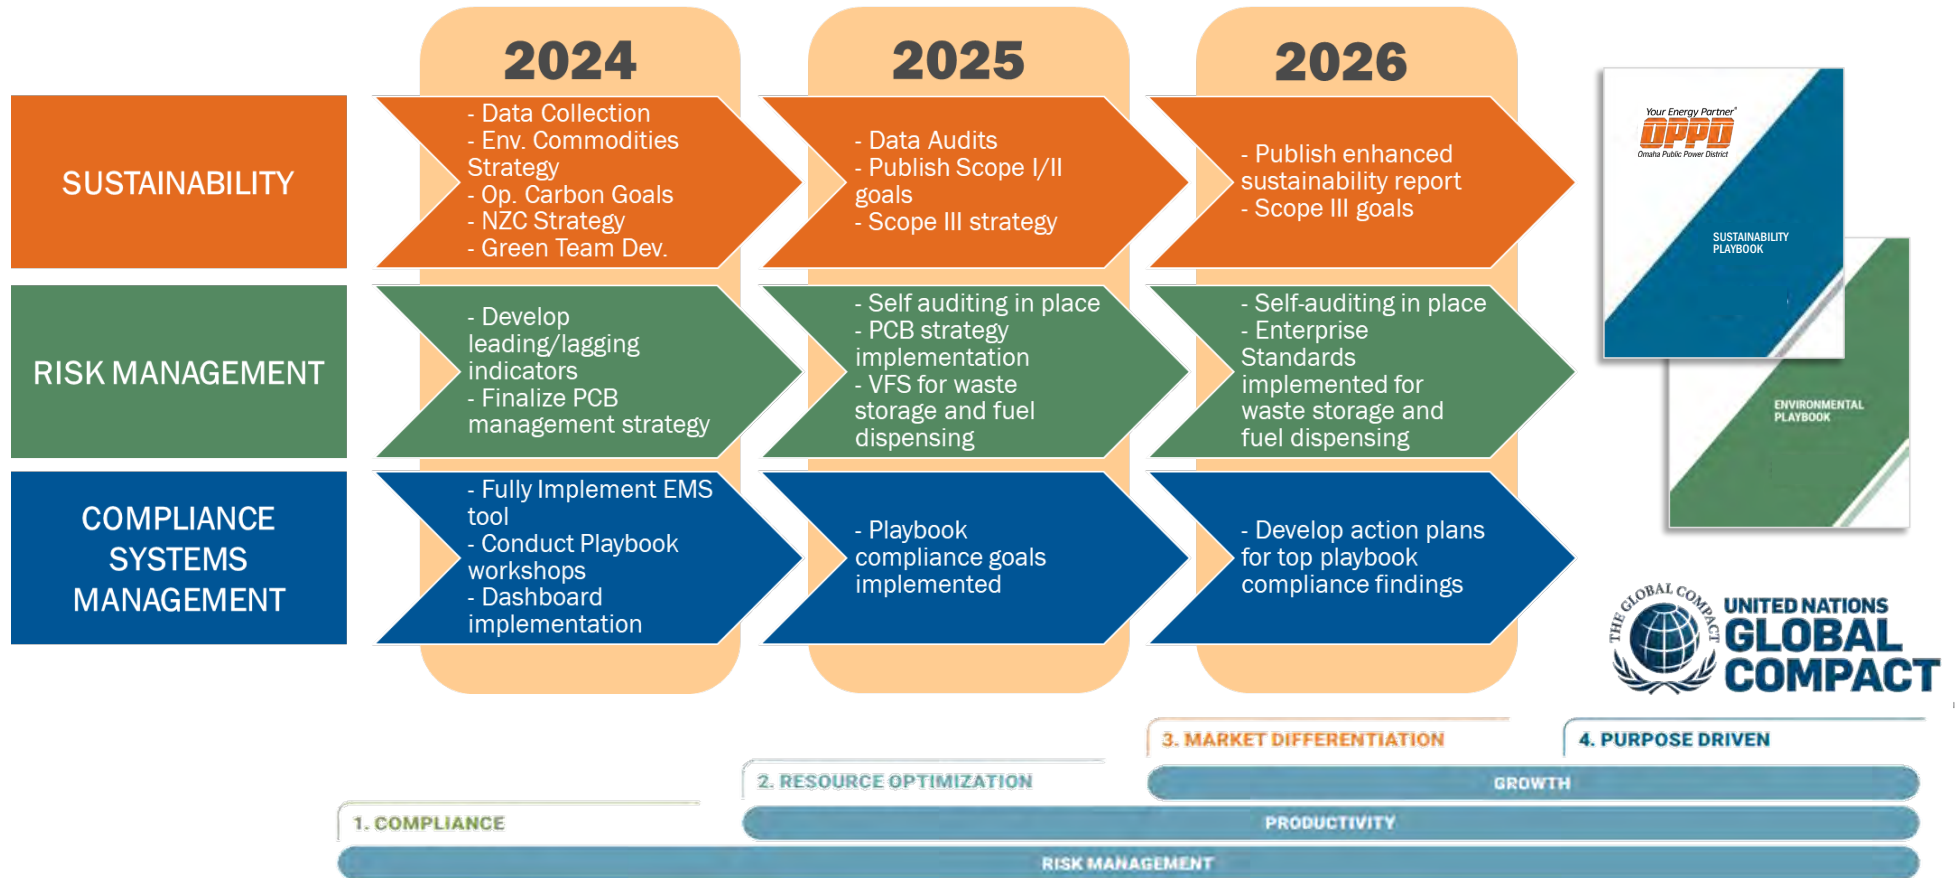 2024
2025
2026
SUSTAINABILITY
- Data Collection
- Env. Commodities
Strategy
- Op. Carbon Goals
- NZC Strategy
- Green Team Dev.
- Data Audits
- Publish Scope I/II
goals
- Scope III strategy
- Publish enhanced
sustainability report
- Scope III goals
RISK MANAGEMENT
- Develop
leading/lagging
indicators
- Finalize PCB
management strategy
- Self auditing in place
- PCB strategy
implementation
- VFS for waste
storage and fuel
dispensing
- Self-auditing in place
- Enterprise
Standards
implemented for
waste storage and
fuel dispensing
COMPLIANCE
SYSTEMS
MANAGEMENT
- Fully Implement EMS
tool
- Conduct Playbook
workshops
- Dashboard
implementation
- Playbook
compliance goals
implemented
- Develop action plans
for top playbook
compliance findings
Your Energy Partner®
OPPD
Omaha Public Power District
SUSTAINABILITY
PLAYBOOK
ENVIRONMENTAL
PLAYBOOK
THE GLOBAL COMPACT
UNITED NATIONS
GLOBAL
COMPACT
3. MARKET DIFFERENTIATION
4. PURPOSE DRIVEN
2. RESOURCE OPTIMIZATION
GROWTH
1. COMPLIANCE
PRODUCTIVITY
RISK MANAGEMENT